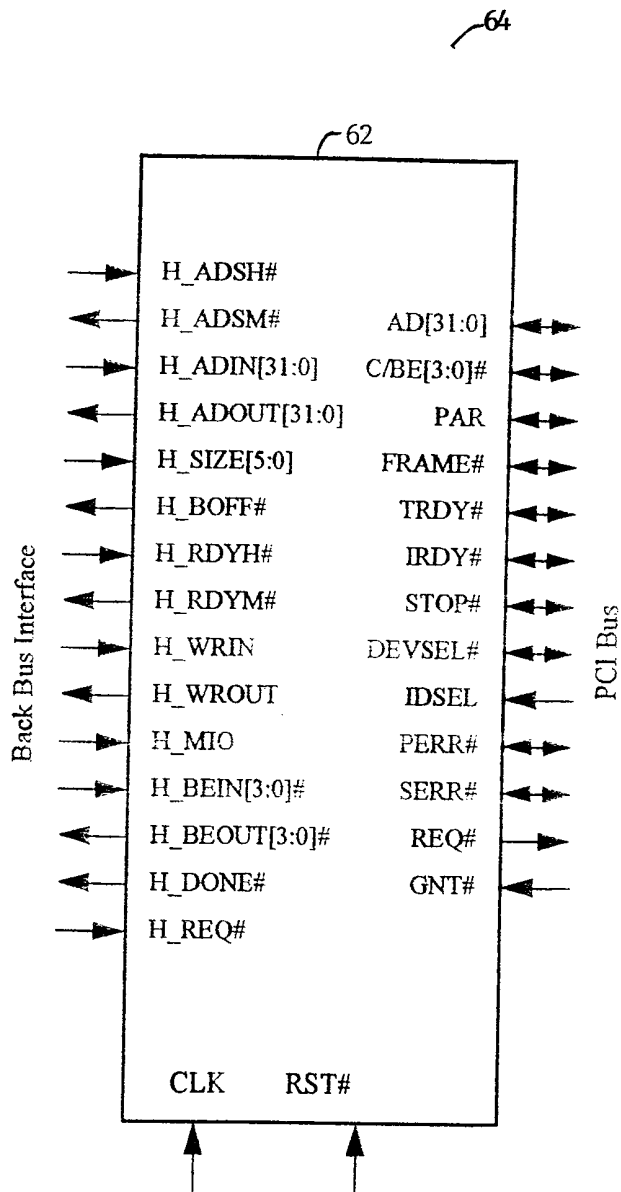 64
62
H_ADSH#
H_ADSM#
H_ADIN[31:0]
H_ADOUT[31:0]
H_SIZE[5:0]
H_BOFF#
H_RDYH#
H_RDYM#
H_WRIN
H_WROUT
H_MIO
H_BEIN[3:0]#
H_BEOUT[3:0]#
H_DONE#
H_REQ#
AD[31:0]
C/BE[3:0]#
PAR
FRAME#
TRDY#
IRDY#
STOP#
DEVSEL#
IDSEL
PERR#
SERR#
REQ#
GNT#
Back Bus Interface
PCI Bus
CLK RST#